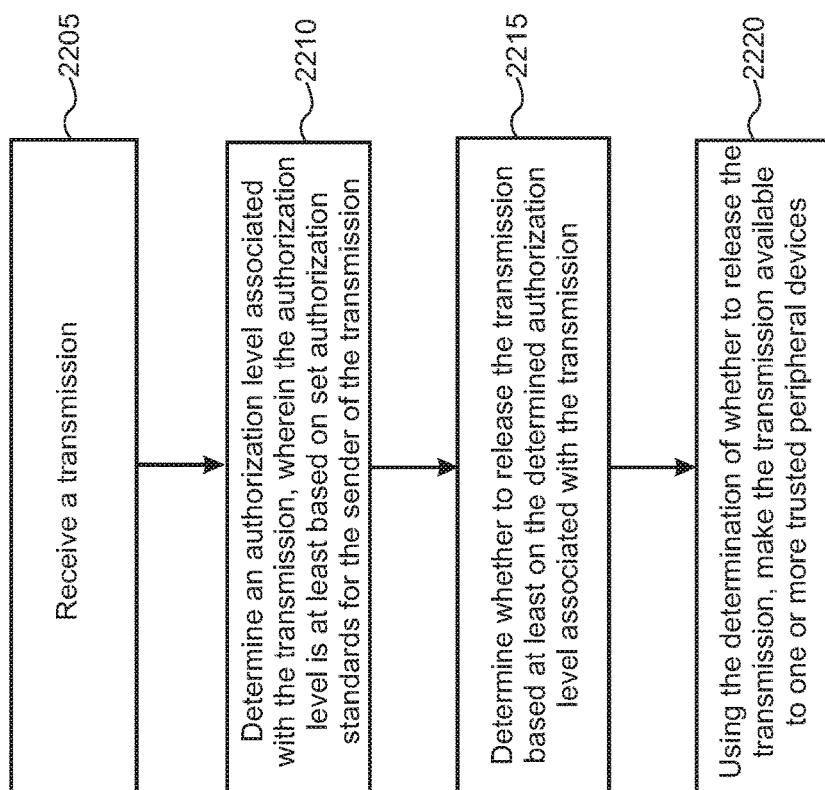 Receive a transmission
2205
Determine an authorization level associated
with the transmission, wherein the authorization
level is at least based on set authorization
standards for the sender of the transmission
2210
Determine whether to release the transmission
based at least on the determined authorization
level associated with the transmission
2215
Using the determination of whether to release the
transmission, make the transmission available
to one or more trusted peripheral devices
2220